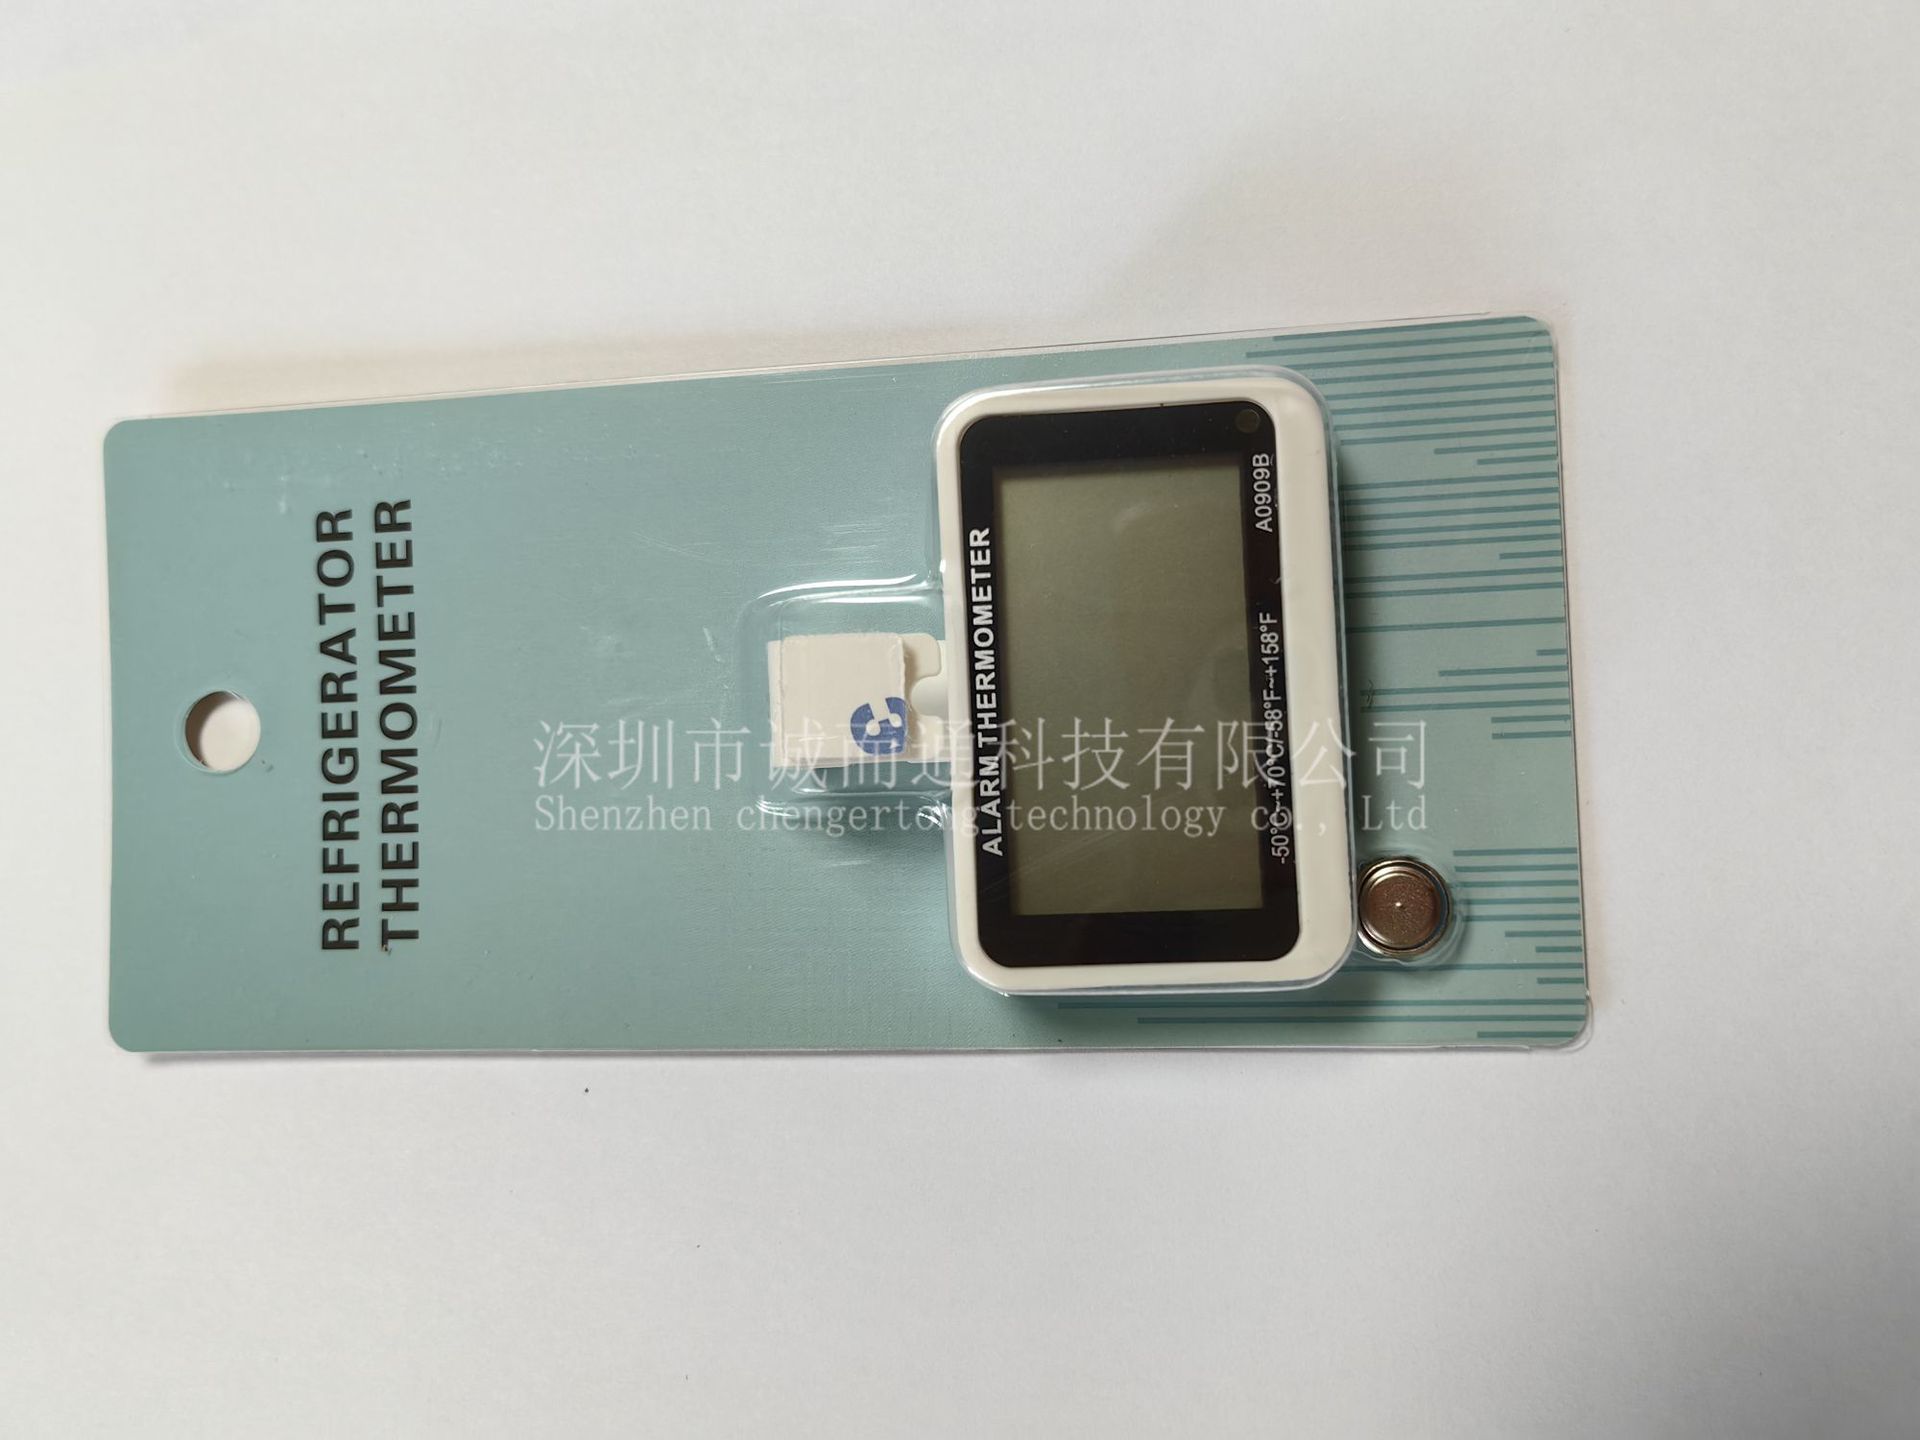 REFRIGERATOR
THERMOMETER
ALARM THERMOMETER
-50°C~+70°C/-58°F~+158°F
A0909B
深圳市诚而通科技有限公司
Shenzhen chengertong technology co., Ltd